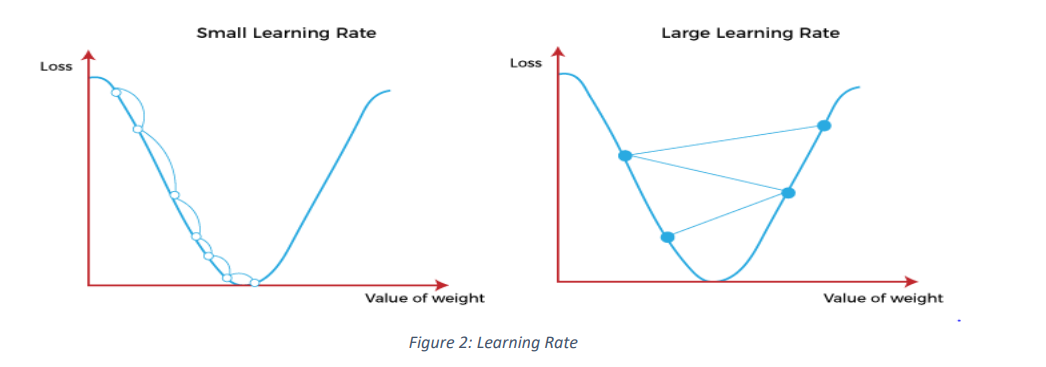 Small Learning Rate
Loss
Value of weight
Large Learning Rate
Loss
Value of weight
Figure 2: Learning Rate